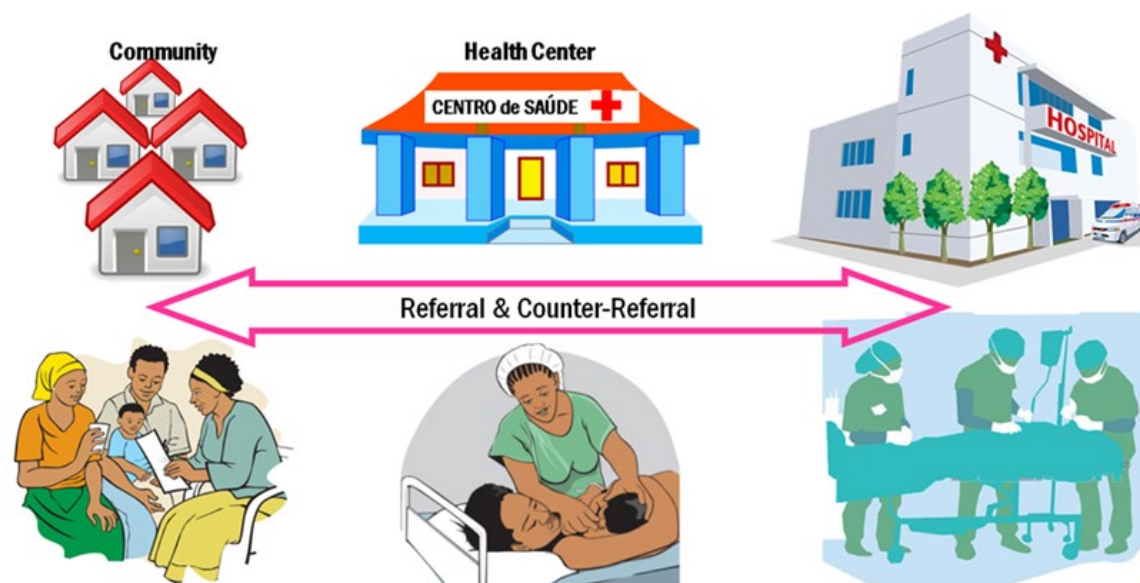 Community
Health Center
CENTRO de SAÚDE
HOSPITAL
Referral & Counter-Referral